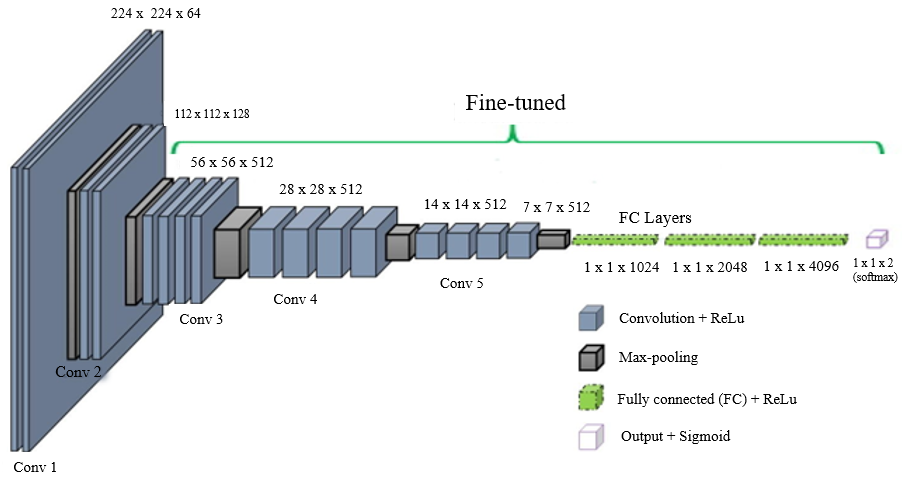 224 x 224 x 64
112 x 112 x 128
Fine-tuned
56 x 56 x 512
28 x 28 x 512
14 x 14 x 512
7 x 7 x 512
FC Layers
1 x 1 x 1024
1 x 1 x 2048
1 x 1 x 4096
1 x 1 x 2
(softmax)
Conv 5
Conv 4
Conv 3
Conv 2
Conv 1
Convolution + ReLu
Max-pooling
Fully connected (FC) + ReLu
Output + Sigmoid